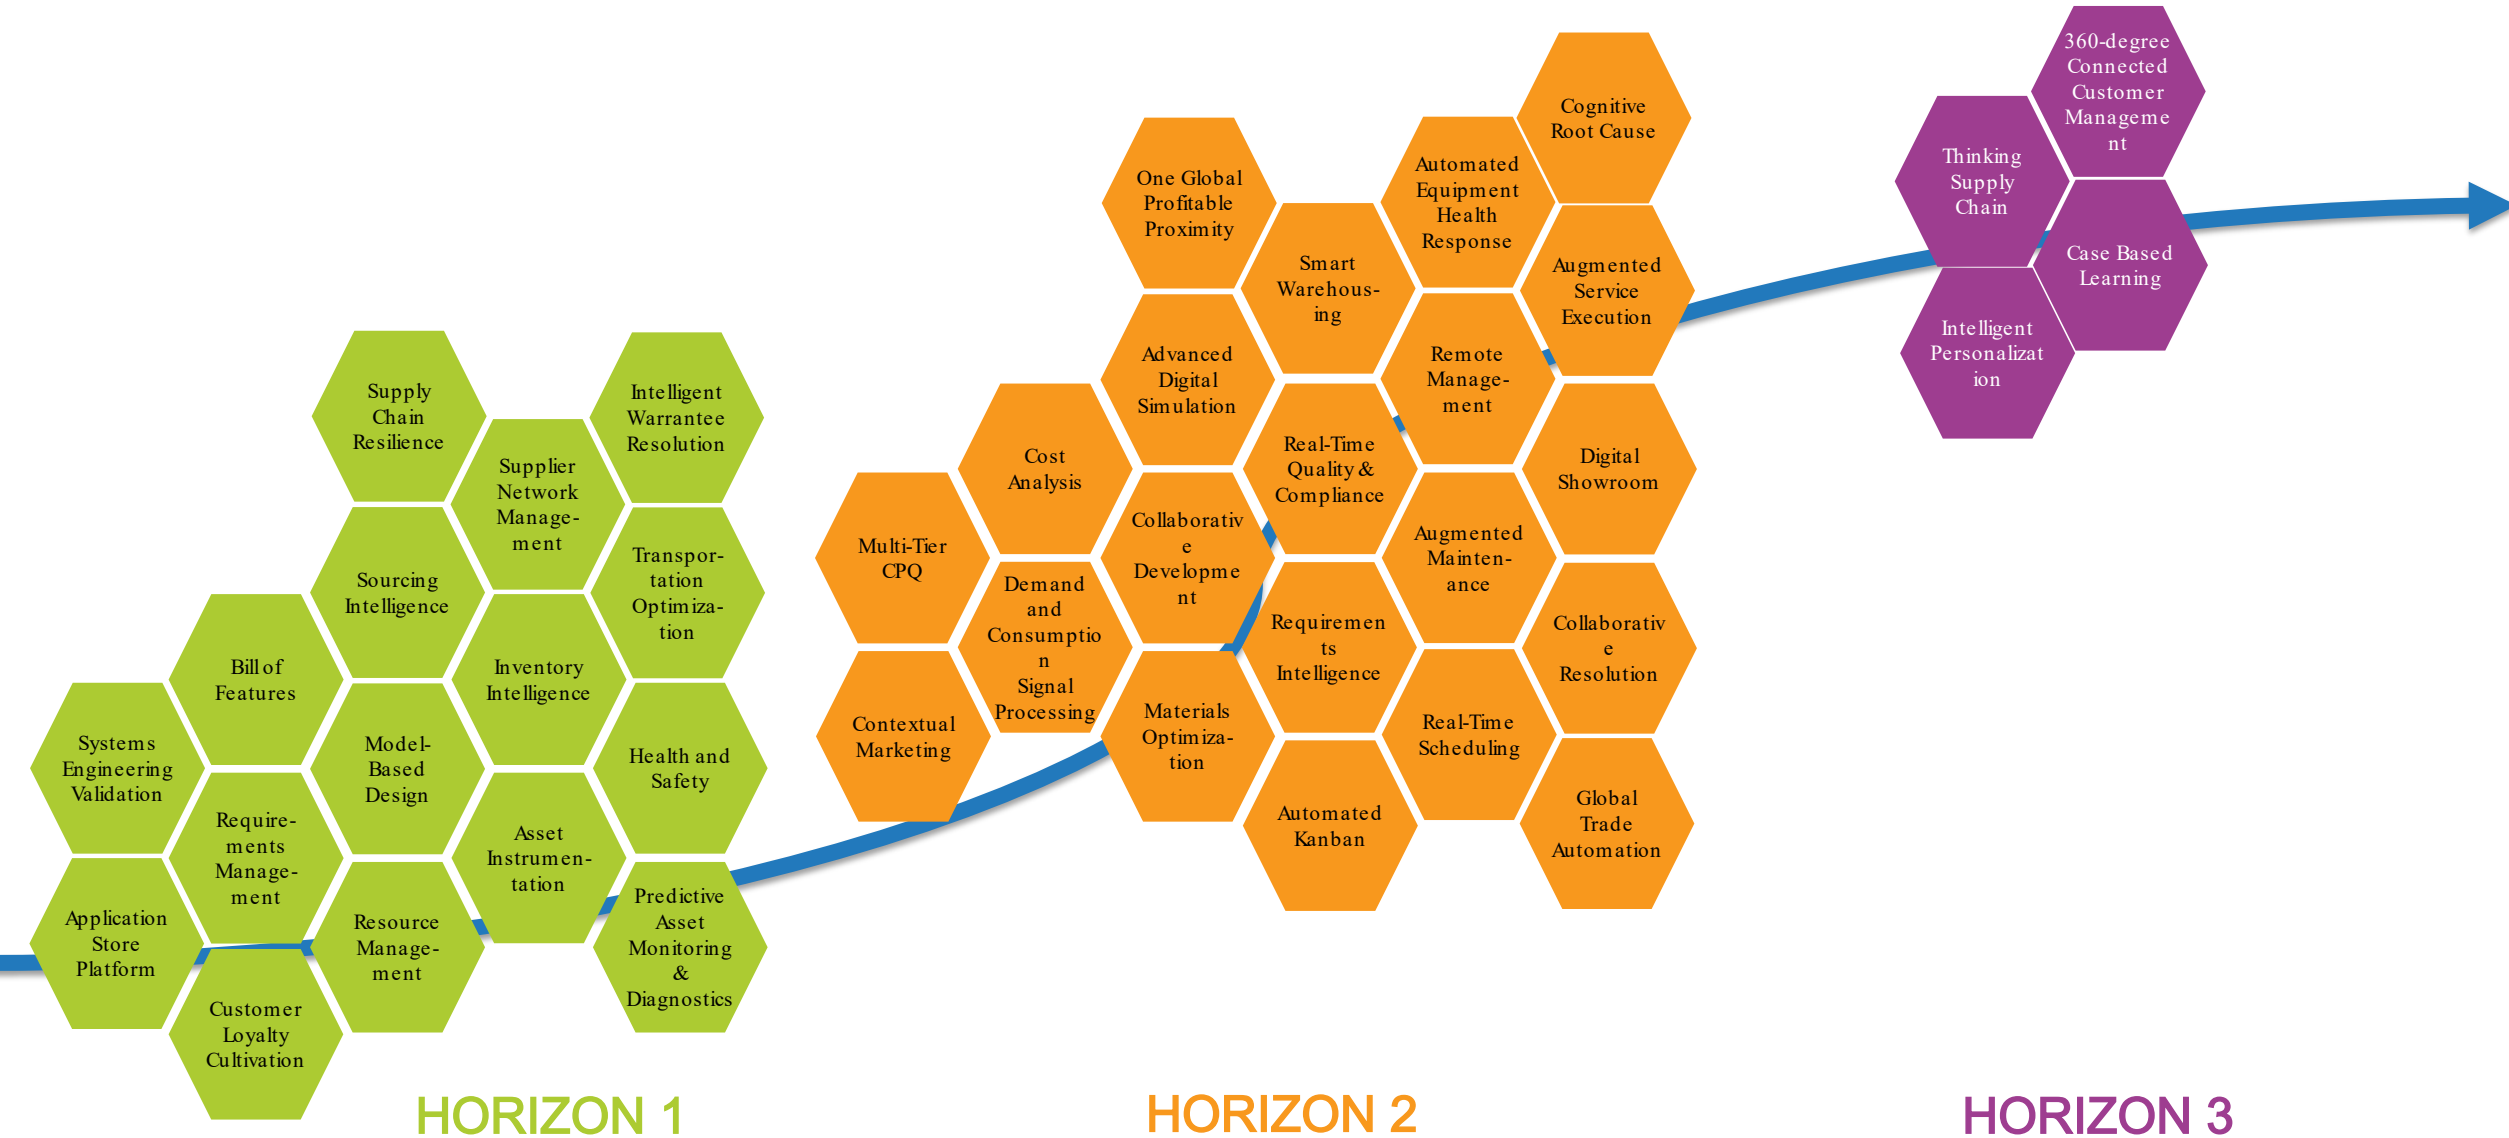 Supply
Chain
Resilience
Intelligent
Warrantee
Resolution
Supplier
Network
Manage-
ment
Sourcing
Intelligence
Transpor-
tation
Optimiza-
tion
Bill of
Features
Inventory
Intelligence
Systems
Engineering
Validation
Model-
Based
Design
Health and
Safety
Require-
ments
Manage-
ment
Asset
Instrumen-
tation
Application
Store
Platform
Resource
Manage-
ment
Predictive
Asset
Monitoring
&
Diagnostics
Customer
Loyalty
Cultivation
HORIZON 1
Cognitive
Root Cause
One Global
Profitable
Proximity
Automated
Equipment
Health
Response
Smart
Warehous-
ing
Augmented
Service
Execution
Advanced
Digital
Simulation
Remote
Manage-
ment
Cost
Analysis
Real-Time
Quality &
Compliance
Digital
Showroom
Multi-Tier
CPQ
Collaborativ
e
Developme
nt
Augmented
Mainten-
ance
Demand
and
Consumptio
n
Signal
Processing
Requiremen
ts
Intelligence
Collaborativ
e
Resolution
Contextual
Marketing
Materials
Optimiza-
tion
Real-Time
Scheduling
Automated
Kanban
Global
Trade
Automation
HORIZON 2
360-degree
Connected
Customer
Manageme
nt
Thinking
Supply
Chain
Case Based
Learning
Intelligent
Personalizat
ion
HORIZON 3